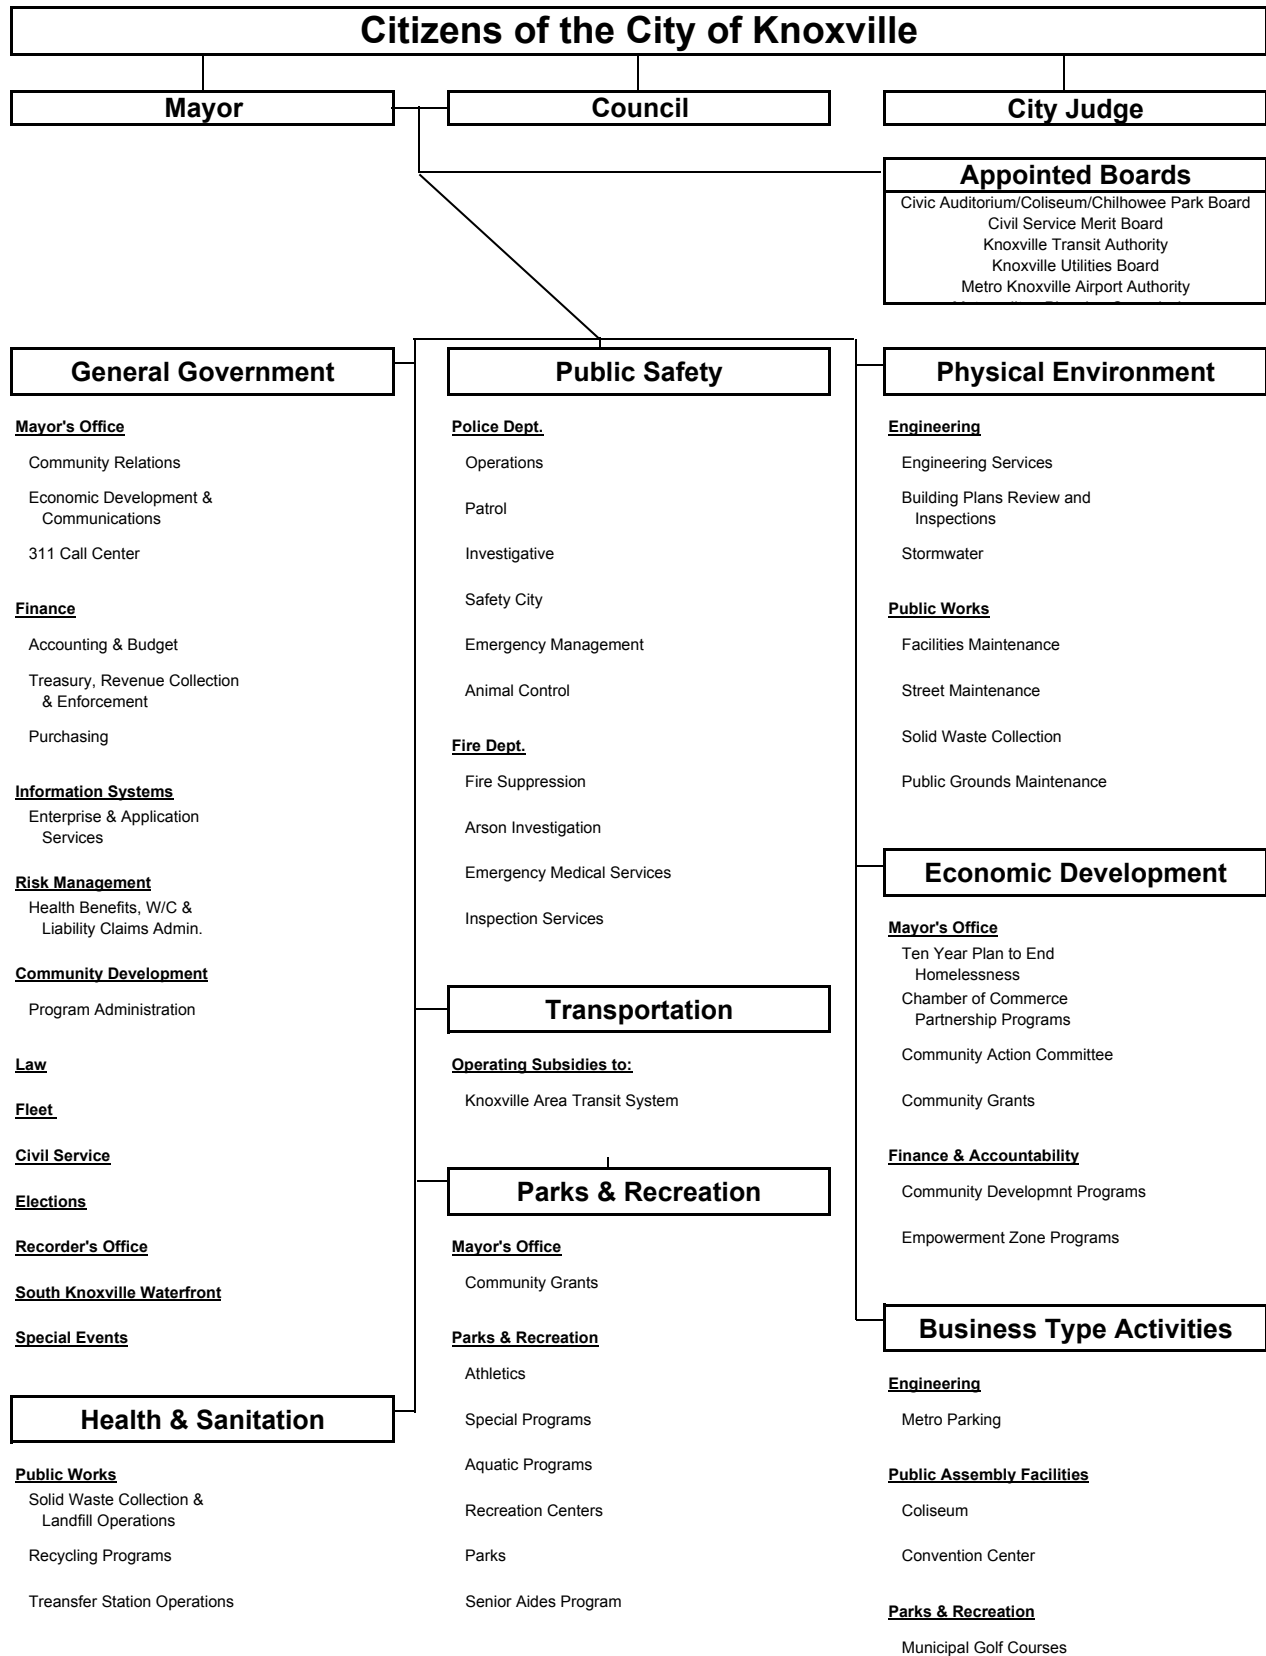 Citizens of the City of Knoxville
Mayor
Council
City Judge
Appointed Boards
Civic Auditorium/Coliseum/Chilhowee Park Board
Civil Service Merit Board
Knoxville Transit Authority
Knoxville Utilities Board
Metro Knoxville Airport Authority
General Government
Mayor's Office
Community Relations
Economic Development &
Communications
311 Call Center
Finance
Accounting & Budget
Treasury, Revenue Collection
& Enforcement
Purchasing
Information Systems
Enterprise & Application
Services
Risk Management
Health Benefits, W/C &
Liability Claims Admin.
Community Development
Program Administration
Law
Fleet
Civil Service
Elections
Recorder's Office
South Knoxville Waterfront
Special Events
Health & Sanitation
Public Works
Solid Waste Collection &
Landfill Operations
Recycling Programs
Treansfer Station Operations
Public Safety
Police Dept.
Operations
Patrol
Investigative
Safety City
Emergency Management
Animal Control
Fire Dept.
Fire Suppression
Arson Investigation
Emergency Medical Services
Inspection Services
Transportation
Operating Subsidies to:
Knoxville Area Transit System
Parks & Recreation
Mayor's Office
Community Grants
Parks & Recreation
Athletics
Special Programs
Aquatic Programs
Recreation Centers
Parks
Senior Aides Program
Physical Environment
Engineering
Engineering Services
Building Plans Review and
Inspections
Stormwater
Public Works
Facilities Maintenance
Street Maintenance
Solid Waste Collection
Public Grounds Maintenance
Economic Development
Mayor's Office
Ten Year Plan to End
Homelessness
Chamber of Commerce
Partnership Programs
Community Action Committee
Community Grants
Finance & Accountability
Community Developmnt Programs
Empowerment Zone Programs
Business Type Activities
Engineering
Metro Parking
Public Assembly Facilities
Coliseum
Convention Center
Parks & Recreation
Municipal Golf Courses